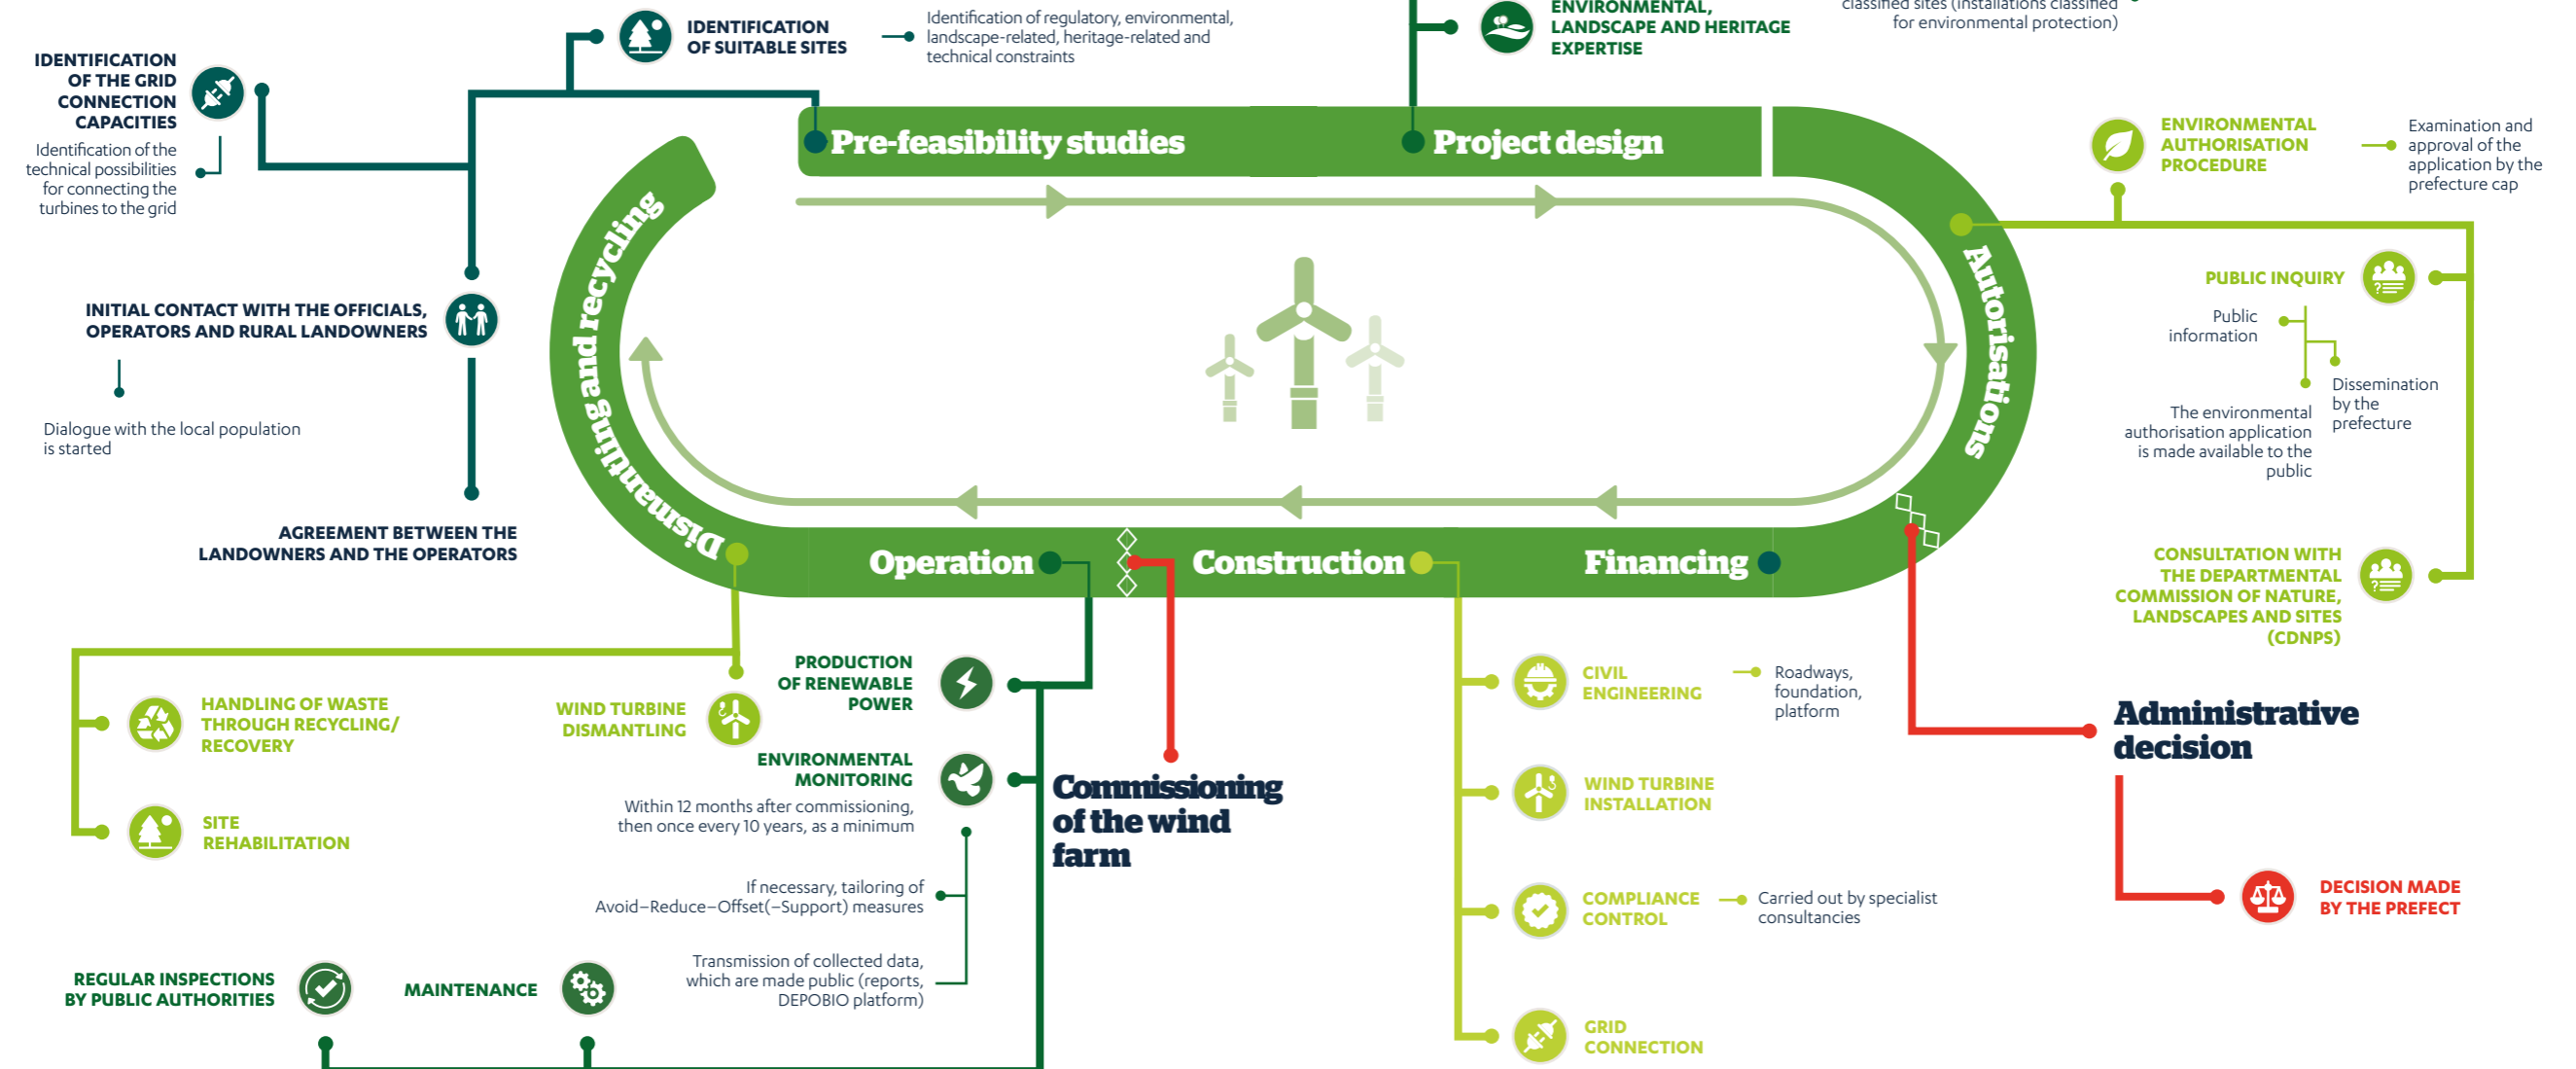 IDENTIFICATION
OF SUITABLE SITES
Identification of regulatory, environmental,
landscape-related, heritage-related and
technical constraints
ENVIRONMENTAL,
LANDSCAPE AND HERITAGE
EXPERTISE
classified sites (installations classified
for environmental protection)
IDENTIFICATION
OF THE GRID
CONNECTION
CAPACITIES
Identification of the
technical possibilities
for connecting the
turbines to the grid
Pre-feasibility studies
Project design
ENVIRONMENTAL
AUTHORISATION
PROCEDURE
Examination and
approval of the
application by the
prefecture cap
Autorisations
PUBLIC INQUIRY
Public
information
Dissemination
by the
prefecture
The environmental
authorisation application
is made available to the
public
INITIAL CONTACT WITH THE OFFICIALS,
OPERATORS AND RURAL LANDOWNERS
Dialogue with the local population
is started
AGREEMENT BETWEEN THE
LANDOWNERS AND THE OPERATORS
Dismantling and recycling
Operation
Construction
Financing
CONSULTATION WITH
THE DEPARTMENTAL
COMMISSION OF NATURE,
LANDSCAPES AND SITES
(CDNPS)
HANDLING OF WASTE
THROUGH RECYCLING/
RECOVERY
SITE
REHABILITATION
WIND TURBINE
DISMANTLING
PRODUCTION
OF RENEWABLE
POWER
ENVIRONMENTAL
MONITORING
Within 12 months after commissioning,
then once every 10 years, as a minimum
If necessary, tailoring of
Avoid–Reduce–Offset(–Support) measures
Transmission of collected data,
which are made public (reports,
DEPOBIO platform)
REGULAR INSPECTIONS
BY PUBLIC AUTHORITIES
MAINTENANCE
Commissioning
of the wind
farm
CIVIL
ENGINEERING
Roadways,
foundation,
platform
WIND TURBINE
INSTALLATION
COMPLIANCE
CONTROL
Carried out by specialist
consultancies
GRID
CONNECTION
Administrative
decision
DECISION MADE
BY THE PREFECT